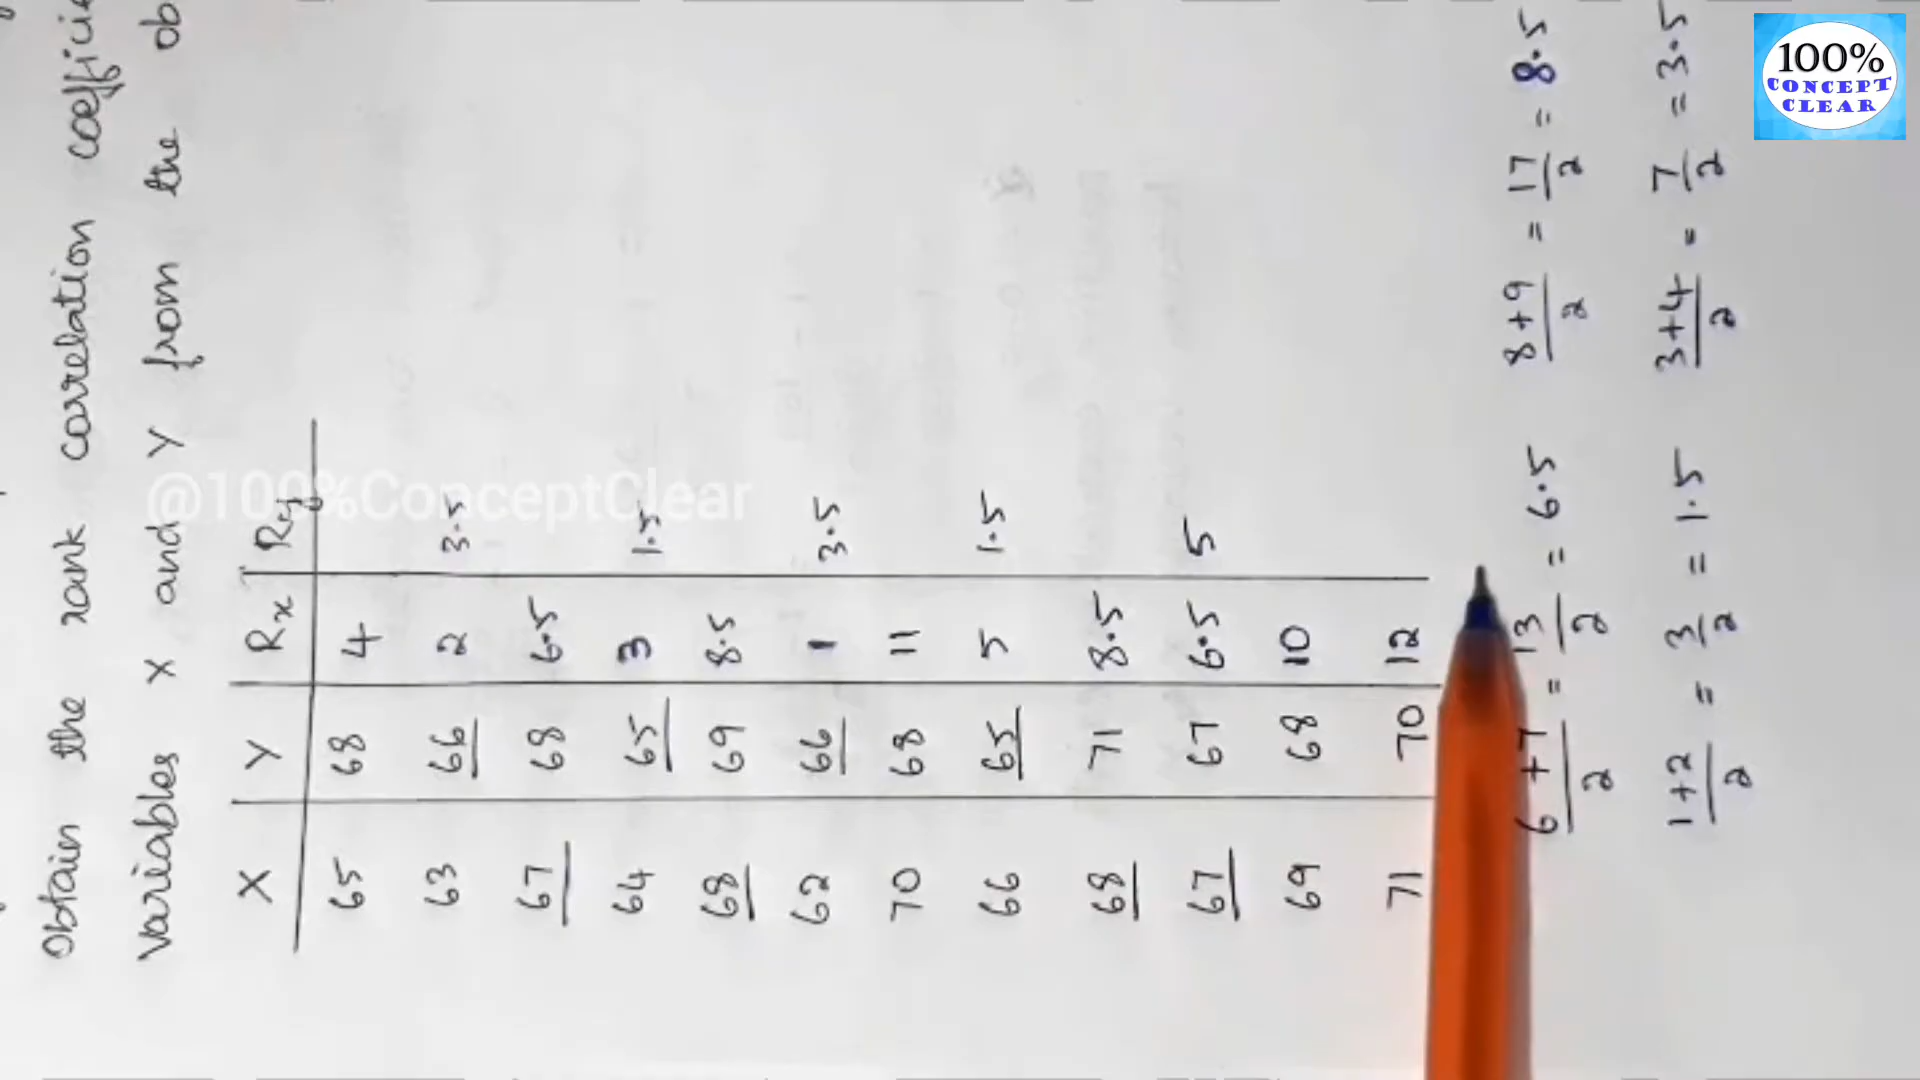 Obtain the rank correlation coeffici
variables X and Y from the ob
X Y Rx Ry
65 68 4
63 66 2 3.5
67 68 6.5
64 65 3 1.5
68 69 8.5
62 66 1 3.5
70 68 11
66 65 5 1.5
68 71 8.5
67 67 6.5 5
69 68 10
71 70 12
6+7/2 = 13/2 = 6.5 8+9/2 = 17/2 = 8.5
1+2/2 = 3/2 = 1.5 3+4/2 = 7/2 = 3.5
@100%ConceptClear
100%
CONCEPT
CLEAR